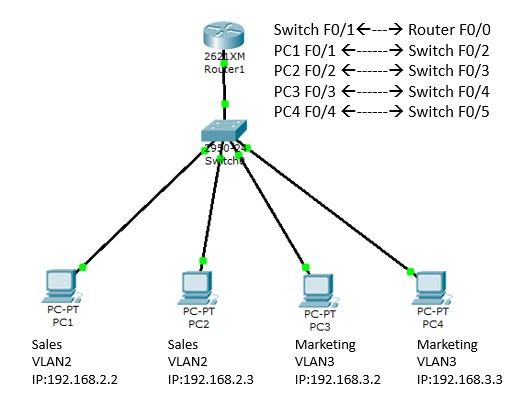 Switch F0/1🡨---🡪 Router F0/0
PC1 F0/1 🡨------🡪 Switch F0/2
PC2 F0/2 🡨------🡪 Switch F0/3
PC3 F0/3 🡨------🡪 Switch F0/4
PC4 F0/4 🡨------🡪 Switch F0/5
2621XM
Router1
2950-24
PC-PT
PC1
PC-PT
PC2
PC-PT
PC3
PC-PT
PC4
Sales
VLAN2
IP:192.168.2.2
Sales
VLAN2
IP:192.168.2.3
Marketing
VLAN3
IP:192.168.3.2
Marketing
VLAN3
IP:192.168.3.3